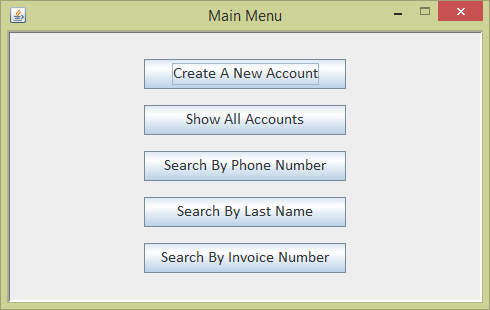 Main Menu
Create A New Account
Show All Accounts
Search By Phone Number
Search By Last Name
Search By Invoice Number